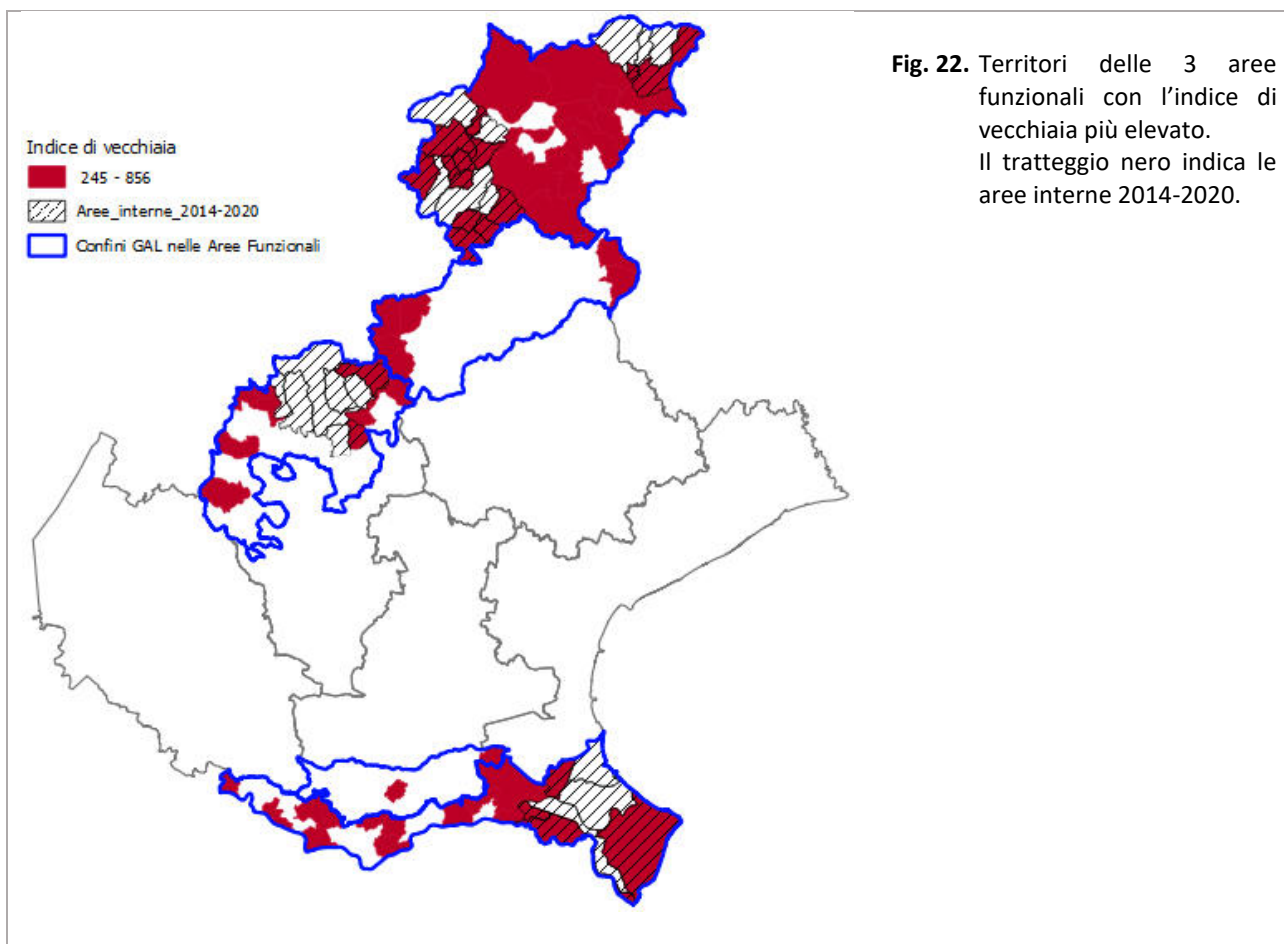 Fig. 22. Territori delle 3 aree
funzionali con l'indice di
vecchiaia più elevato.
Il tratteggio nero indica le
aree interne 2014-2020.
Indice di vecchiaia
245 - 856
Aree_interne_2014-2020
Confini GAL nelle Aree Funzionali